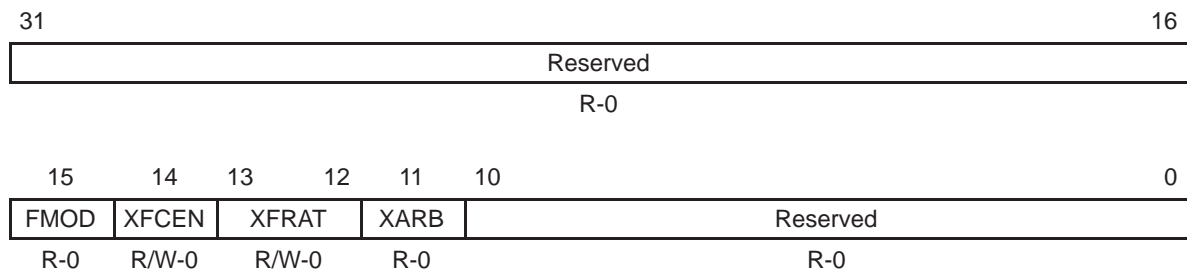 31 16
Reserved
R-0
15 14 13 12 11 10 0
FMOD XFCEN XFRAT XARB Reserved
R-0 R/W-0 R/W-0 R-0 R-0